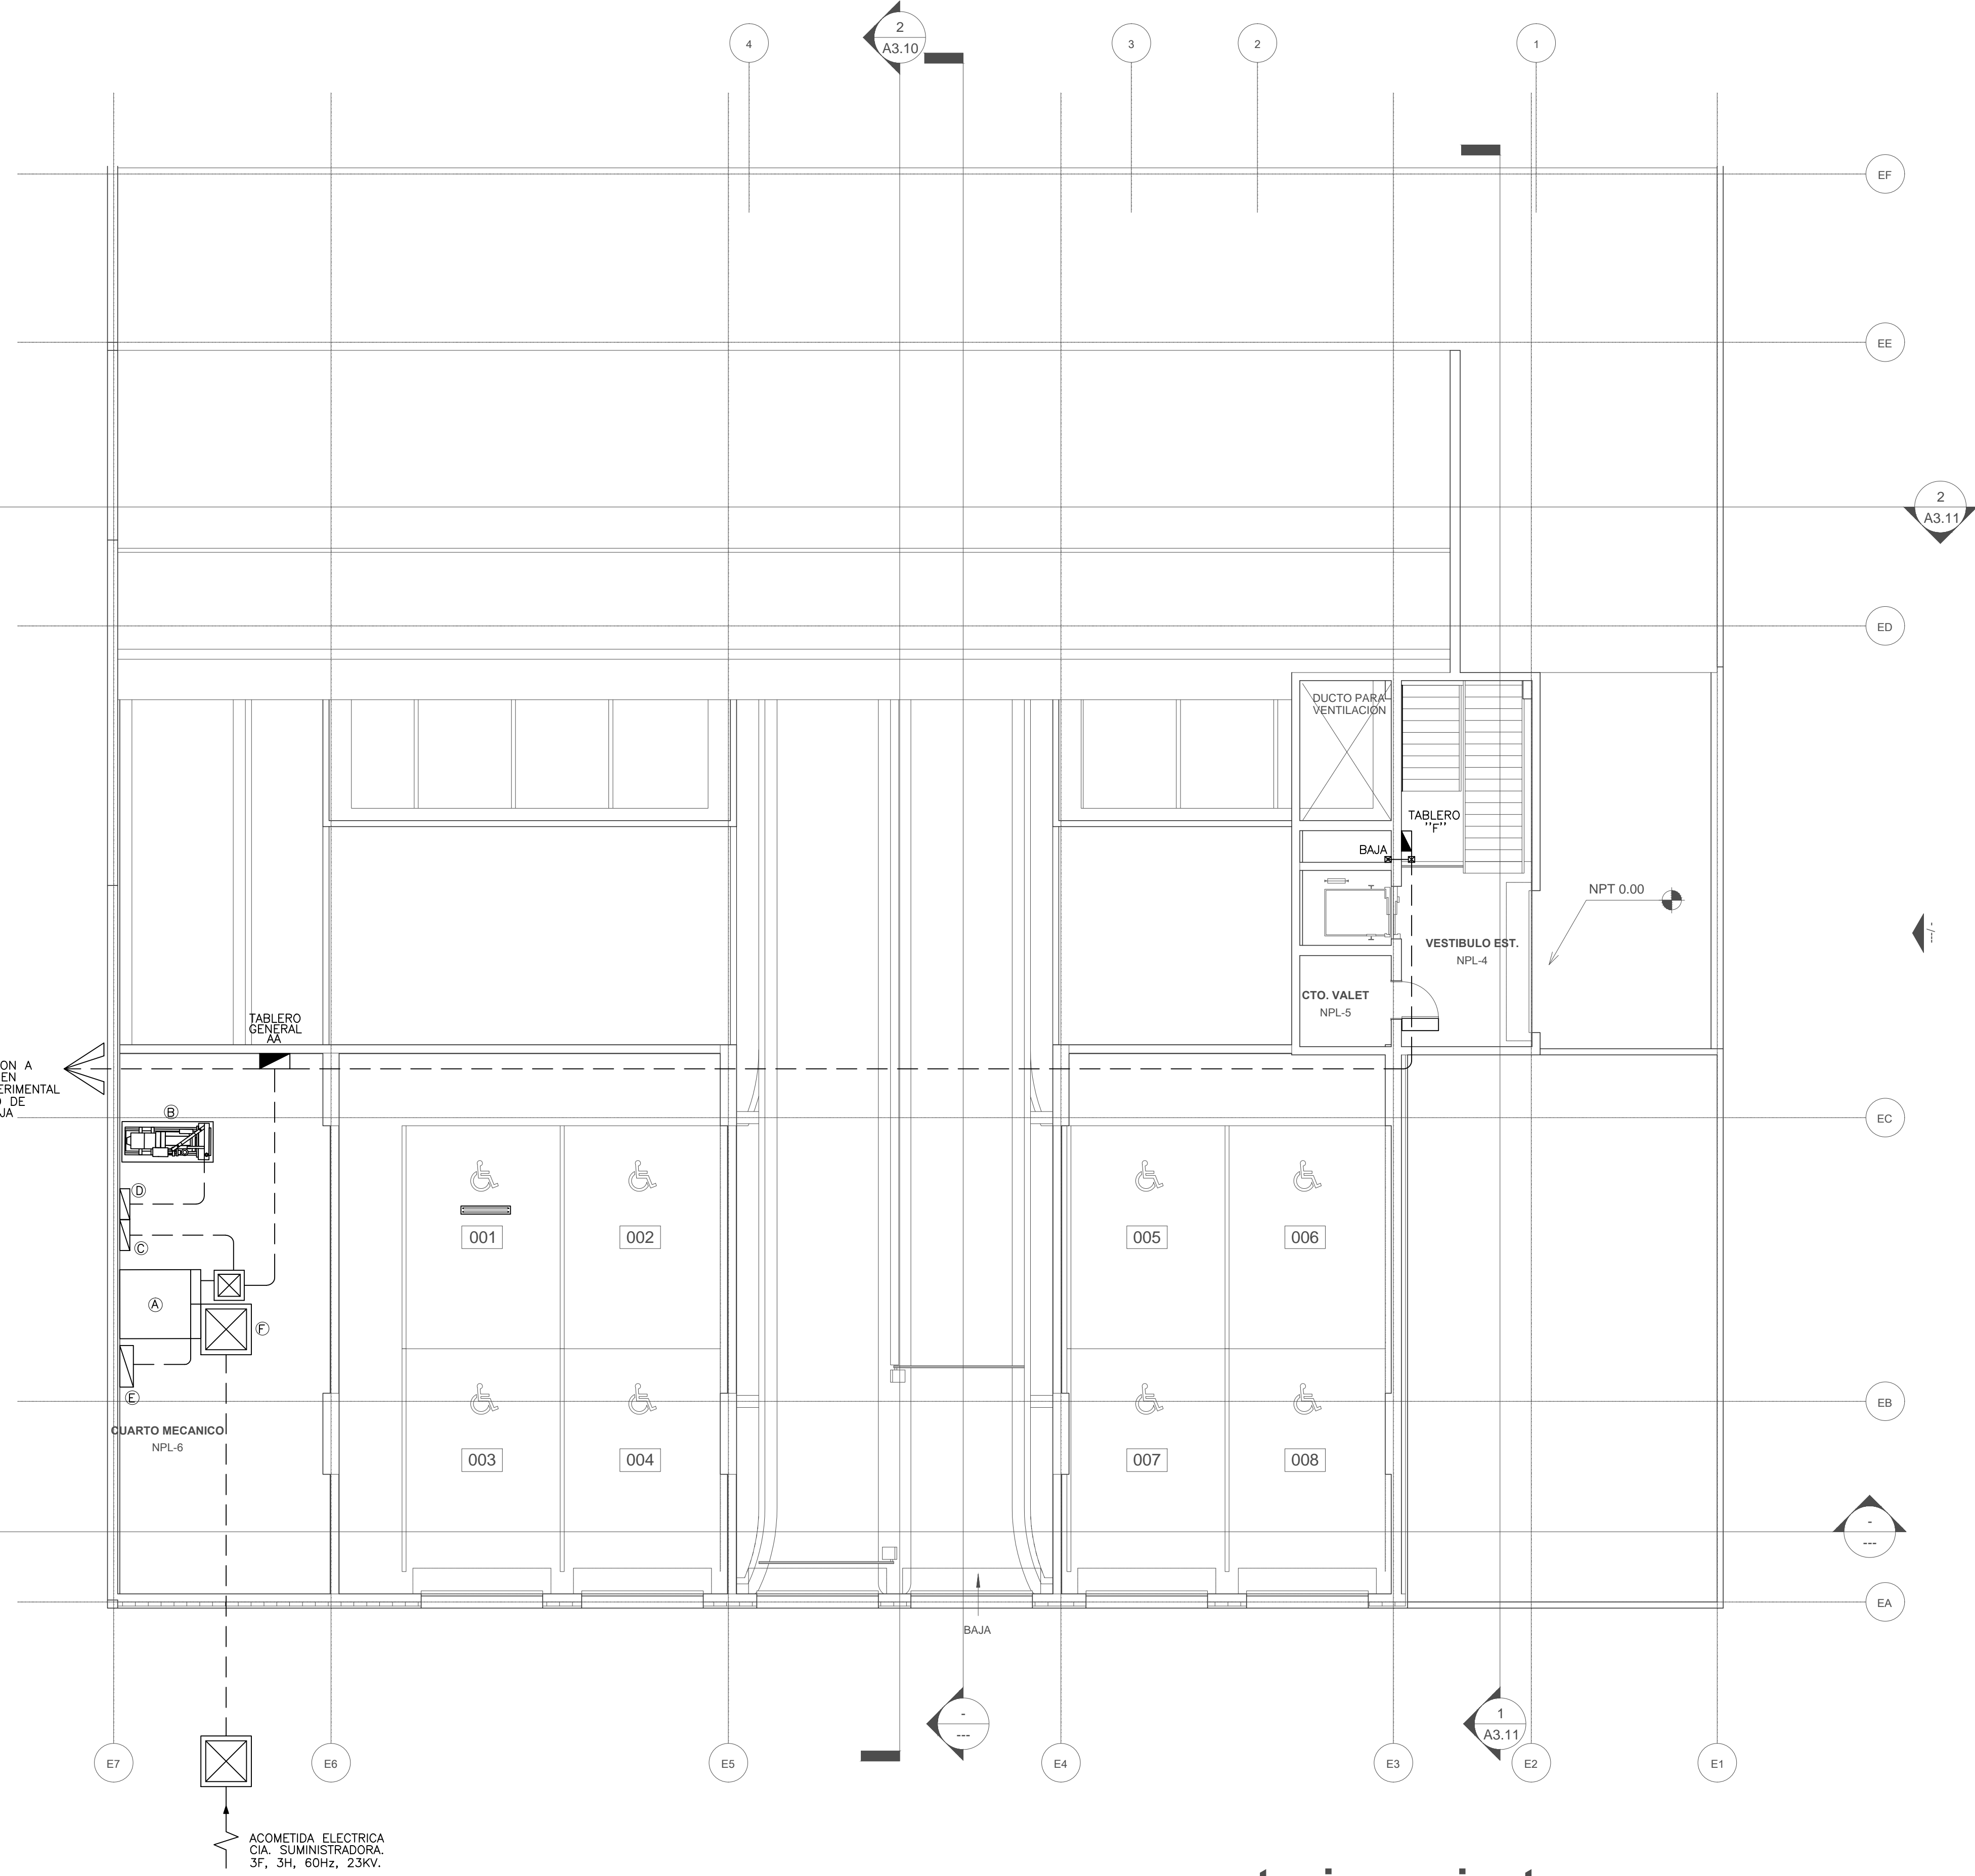 4
2
A3.10
3
2
1
EF
EE
2
A3.11
ED
DUCTO PARA
VENTILACIÓN
TABLERO
''F''
BAJA
NPT 0.00
---/ -
VESTIBULO EST.
NPL-4
CTO. VALET
NPL-5
TABLERO
GENERAL
AA
ON A
EN
ERIMENTAL
O DE
JA
B
EC
D
001
002
005
006
C
A
F
E
EB
CUARTO MECANICO
NPL-6
003
004
007
008
-
---
EA
BAJA
-
---
1
A3.11
E7
E6
E5
E4
E3
E2
E1
ACOMETIDA ELECTRICA
CIA. SUMINISTRADORA.
3F, 3H, 60Hz, 23KV.